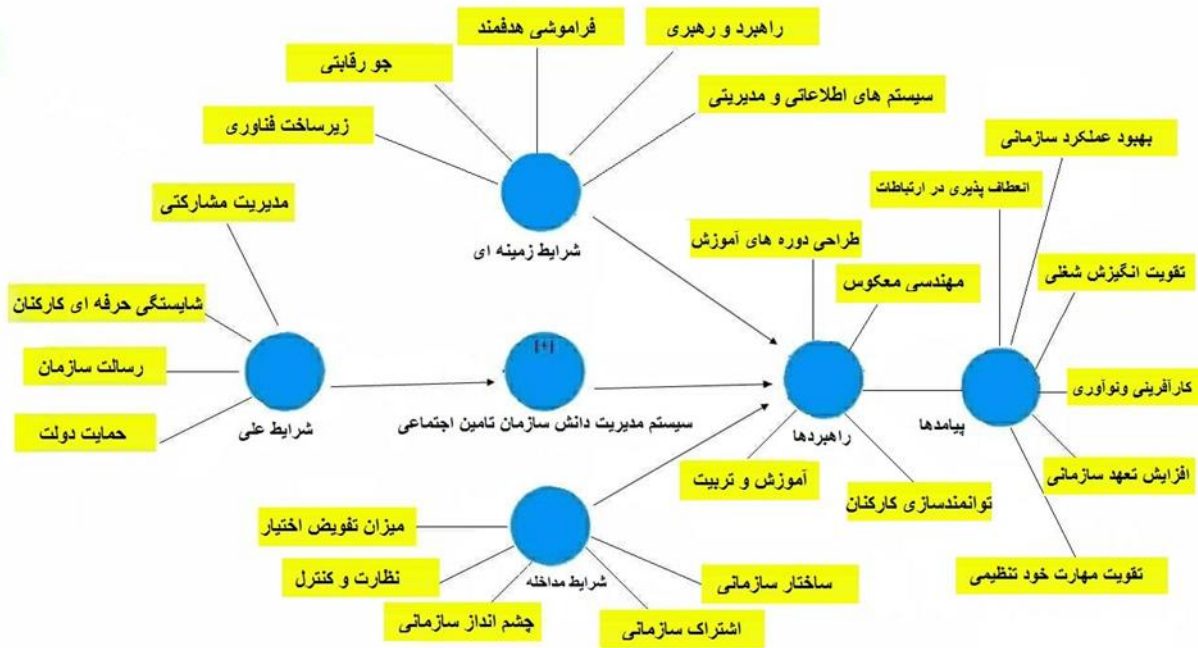 فراموشی هدفمند
راهبرد و رهبری
جو رقابتی
سیستم های اطلاعاتی و مدیریتی
زیرساخت فناوری
شرایط زمینه ای
بهبود عملکرد سازمانی
انعطاف پذیری در ارتباطات
مدیریت مشارکتی
طراحی دوره های آموزش
تقویت انگیزش شغلی
مهندسی معکوس
شایستگی حرفه ای کارکنان
[+]
رسالت سازمان
کارآفرینی ونوآوری
حمایت دولت
شرایط علی
سیستم مدیریت دانش سازمان تامین اجتماعی
راهبردها
پیامدها
آموزش و تربیت
افزایش تعهد سازمانی
توانمندسازی کارکنان
میزان تفویض اختیار
نظارت و کنترل
شرایط مداخله
ساختار سازمانی
تقویت مهارت خود تنظیمی
چشم انداز سازمانی
اشتراک سازمانی